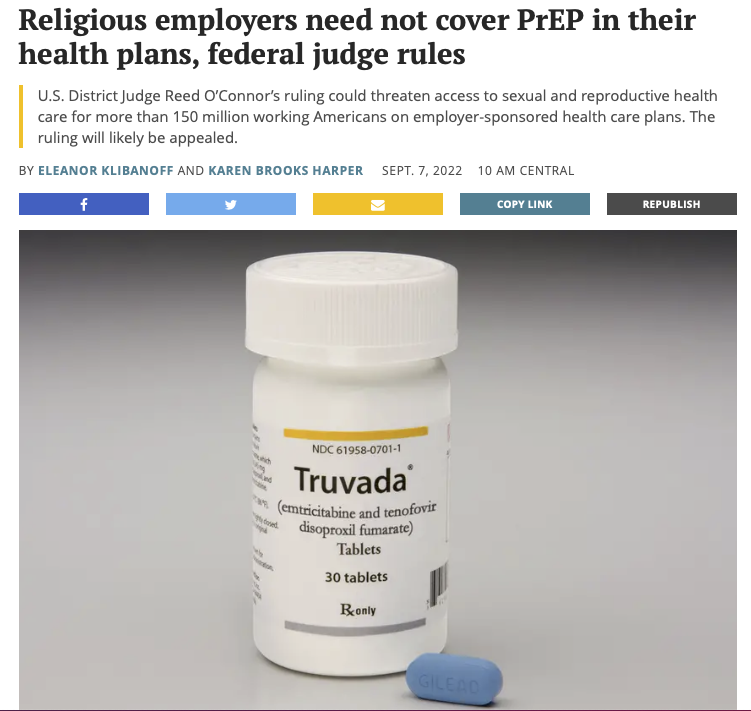 Religious employers need not cover PrEP in their
health plans, federal judge rules
U.S. District Judge Reed O’Connor’s ruling could threaten access to sexual and reproductive health
care for more than 150 million working Americans on employer-sponsored health care plans. The
ruling will likely be appealed.
BY ELEANOR KLIBANOFF AND KAREN BROOKS HARPER SEPT. 7, 2022 10 AM CENTRAL
COPY LINK
REPUBLISH
NDC 61958-0701-1
Truvada®
(emtricitabine and tenofovir
disoproxil fumarate)
Tablets
30 tablets
Rx only
GILEAD